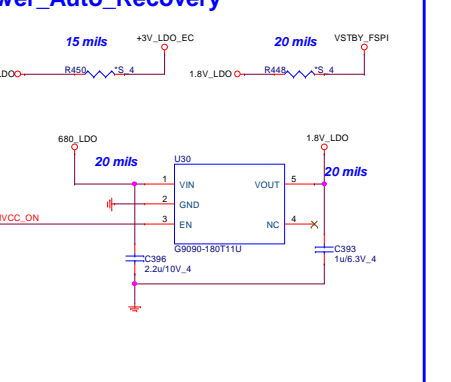 wer_Auto_Recovery
15 mils
+3V_LDO_EC
20 mils
VSTBY_FSPI
LDO
R450
*S_4
1.8V_LDO
R448
*S_4
680_LDO
1.8V_LDO
20 mils
U30
20 mils
1
VIN
VOUT
5
2
GND
VCC_ON
3
EN
NC
4
G9090-180T11U
C396
2.2u/10V_4
C393
1u/6.3V_4